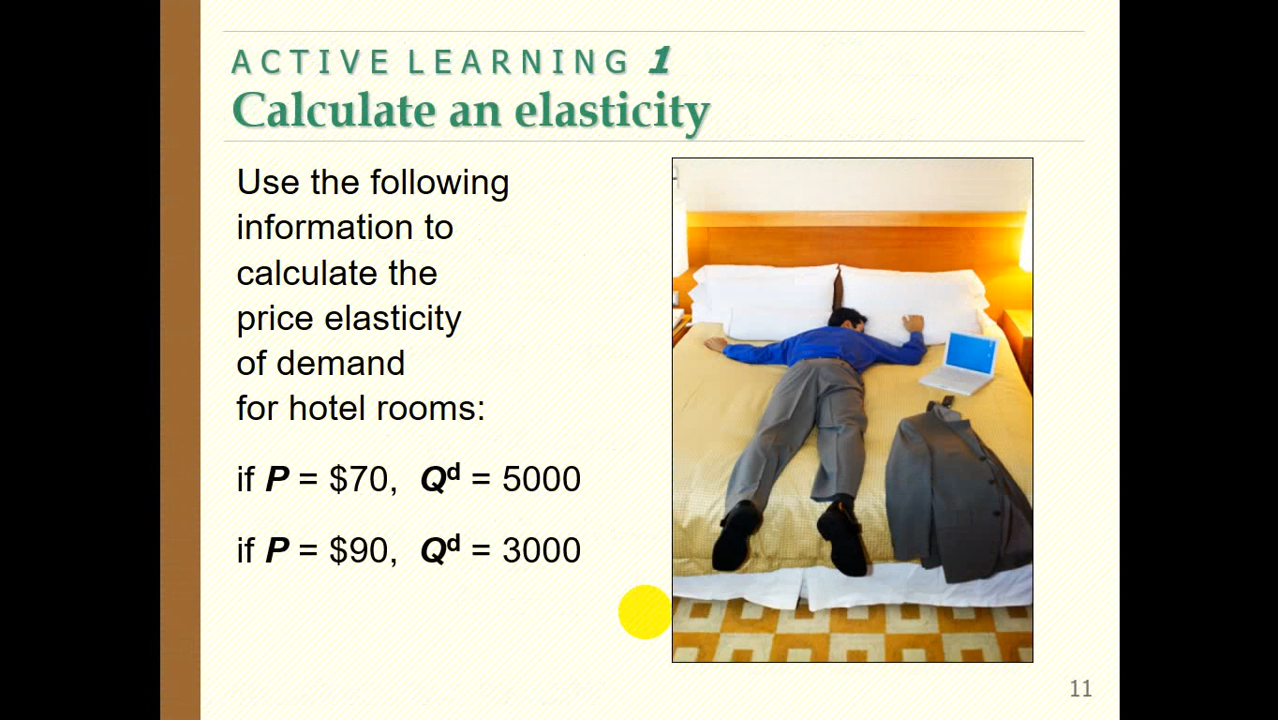 ACTIVE LEARNING 1
Calculate an elasticity
Use the following
information to
calculate the
price elasticity
of demand
for hotel rooms:
if P = $70, Qd = 5000
if P = $90, Qd = 3000
11